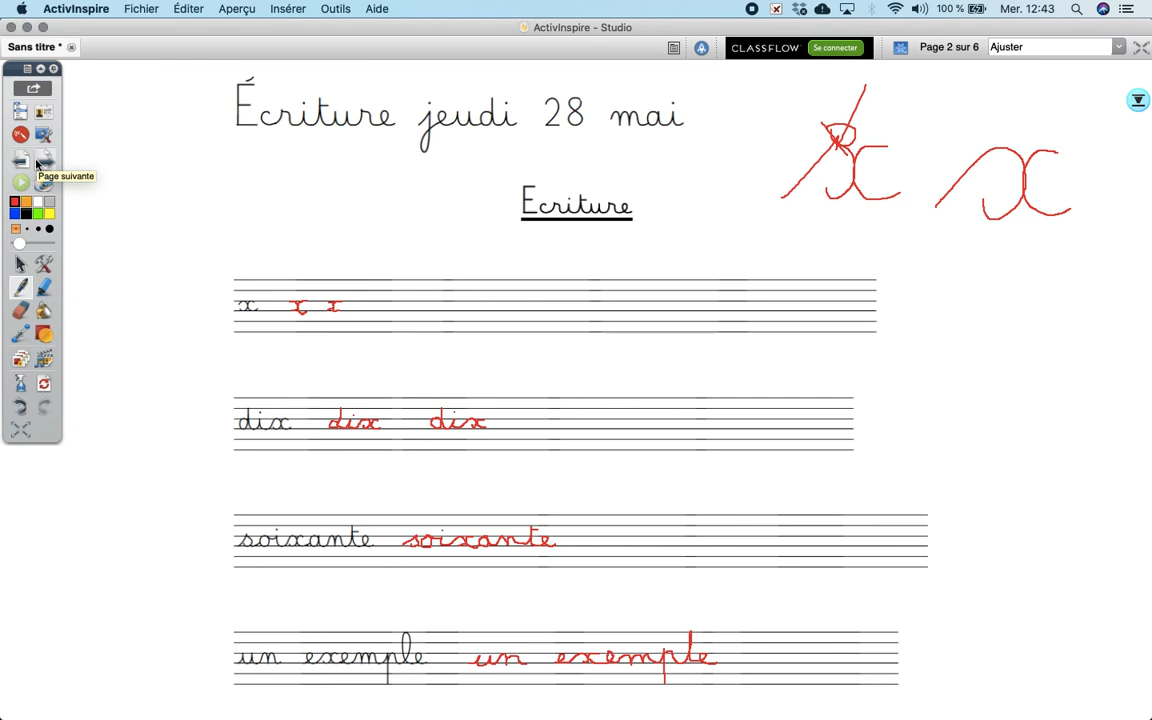 ActivInspire Fichier Éditer Aperçu Insérer Outils Aide 100 % Mer. 12:43
ActivInspire - Studio
Sans titre * CLASSFLOW Se connecter Page 2 sur 6 Ajuster
Écriture jeudi 28 mai
x x
Page suivante
Ecriture
x x x
dix dix dix
soixante soixante
un exemple un exemple